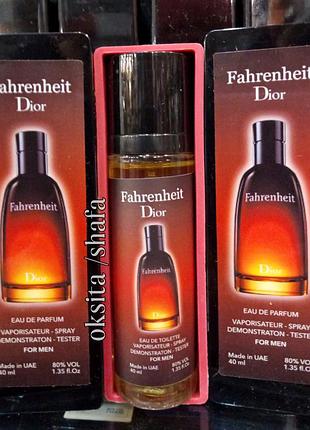 Fahrenheit
Dior
Fahrenheit
Dior
EAU DE PARFUM
VAPORISATEUR - SPRAY
DEMONSTRATON - TESTER
FOR MEN
Made in UAE
40 ml
80% VOL
1.35 fl.Oz
oksita /shafa
Fahrenheit
Dior
Fahrenheit
EAU DE TOILETTE
VAPORISATEUR - SPRAY
DEMONSTRATON - TESTER
FOR MEN
Made in UAE
40 ml
80% VOL
1.35 fl.Oz
Fahrenheit
Dior
Fahrenheit
Dior
EAU DE PARFUM
VAPORISATEUR - SPRAY
DEMONSTRATON - TESTER
FOR MEN
Made in UAE
40 ml
80% VOL
1.35 fl.Oz